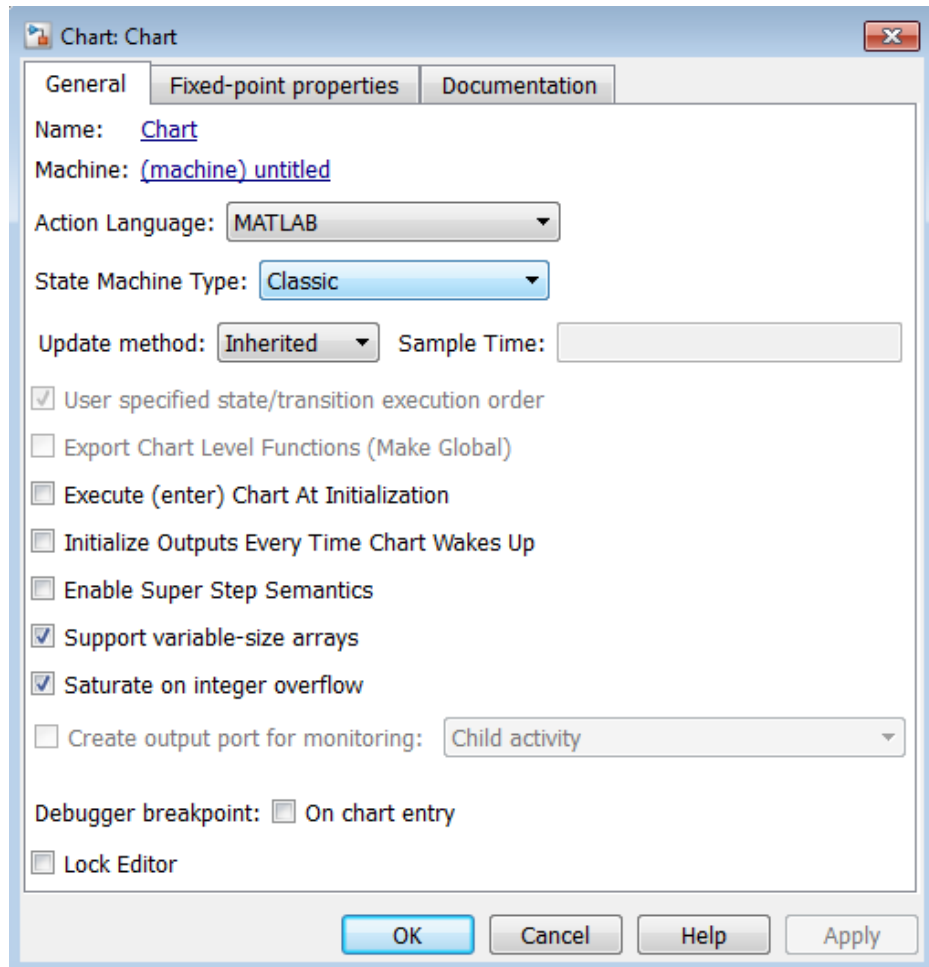 Chart: Chart
General Fixed-point properties Documentation
Name: Chart
Machine: (machine) untitled
Action Language: MATLAB
State Machine Type: Classic
Update method: Inherited Sample Time:
User specified state/transition execution order
Export Chart Level Functions (Make Global)
Execute (enter) Chart At Initialization
Initialize Outputs Every Time Chart Wakes Up
Enable Super Step Semantics
Support variable-size arrays
Saturate on integer overflow
Create output port for monitoring: Child activity
Debugger breakpoint: On chart entry
Lock Editor
OK Cancel Help Apply